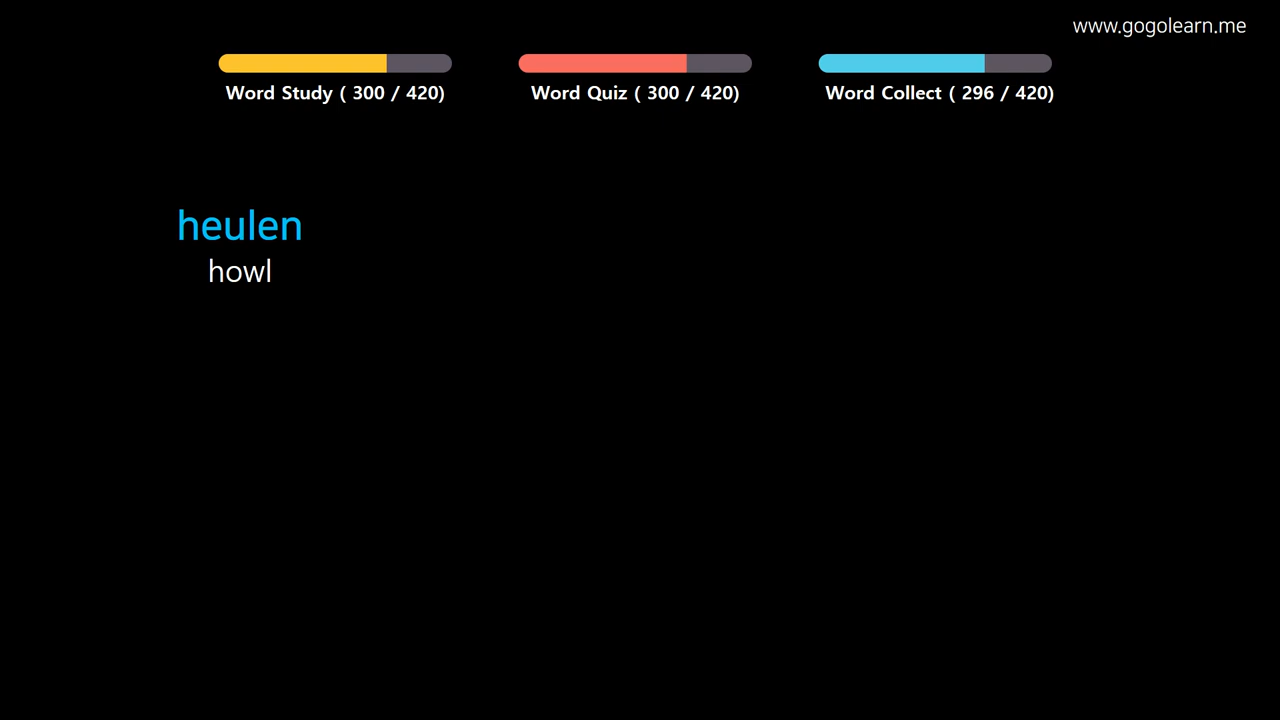 www.gogolearn.me
Word Study ( 300 / 420)
Word Quiz ( 300 / 420)
Word Collect ( 296 / 420)
heulen
howl